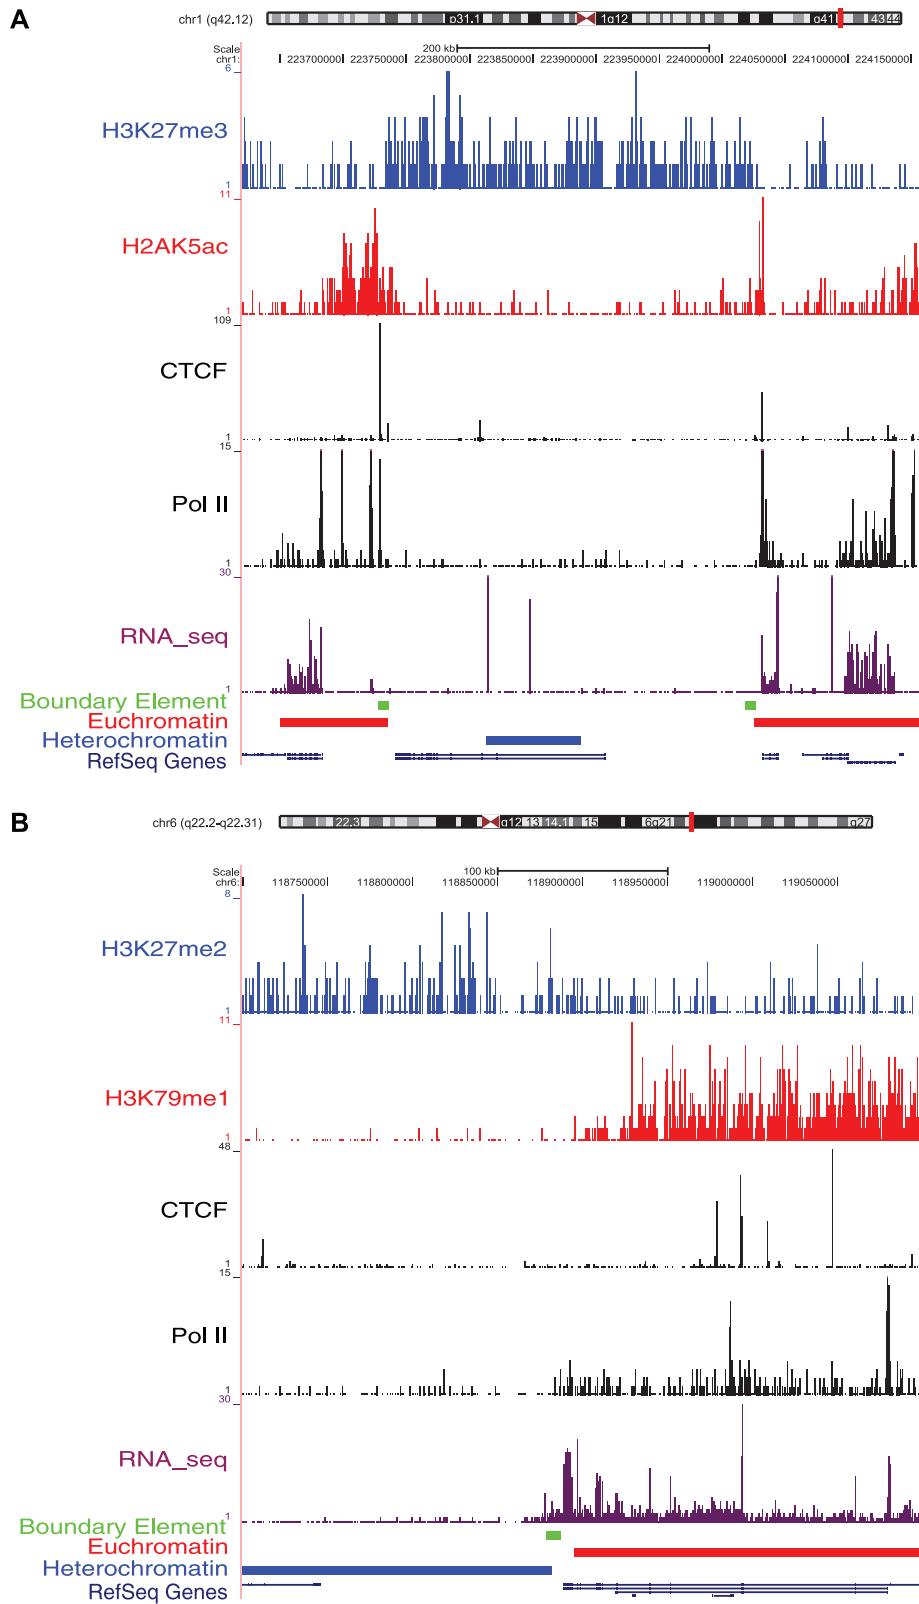 A
chr1 (q42.12)
p31.1
1q12
q41
43
44
Scale
200 kb
chr1:
223700000
223750000
223800000
223850000
223900000
223950000
224000000
224050000
224100000
224150000
6
H3K27me3
1
11
H2AK5ac
1
109
CTCF
1
15
Pol II
1
30
RNA_seq
1
Boundary Element
Euchromatin
Heterochromatin
RefSeq Genes
B
chr6 (q22.2-q22.31)
22.3
q12
13
14.1
15
6q21
q27
Scale
100 kb
chr6:
118750000
118800000
118850000
118900000
118950000
119000000
119050000
8
H3K27me2
1
11
H3K79me1
1
48
CTCF
1
15
Pol II
1
30
RNA_seq
1
Boundary Element
Euchromatin
Heterochromatin
RefSeq Genes